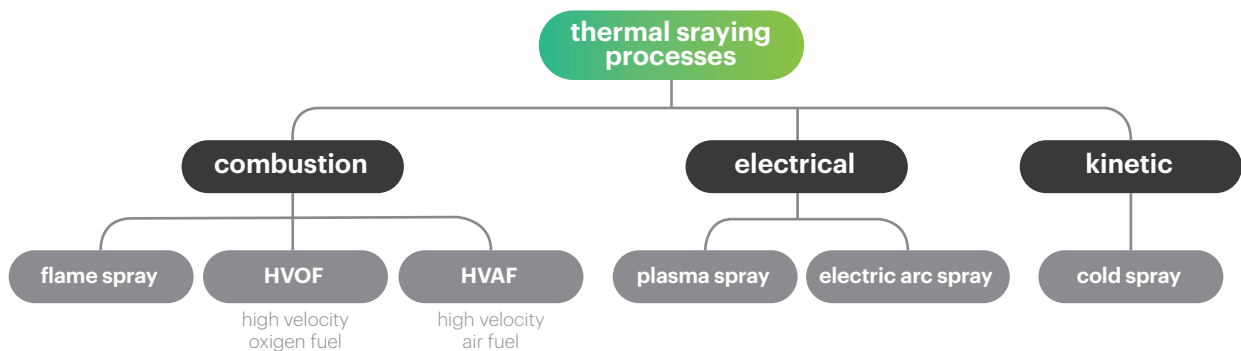 thermal sraying
processes
combustion
electrical
kinetic
flame spray
HVOF
HVAF
plasma spray
electric arc spray
cold spray
high velocity
oxigen fuel
high velocity
air fuel